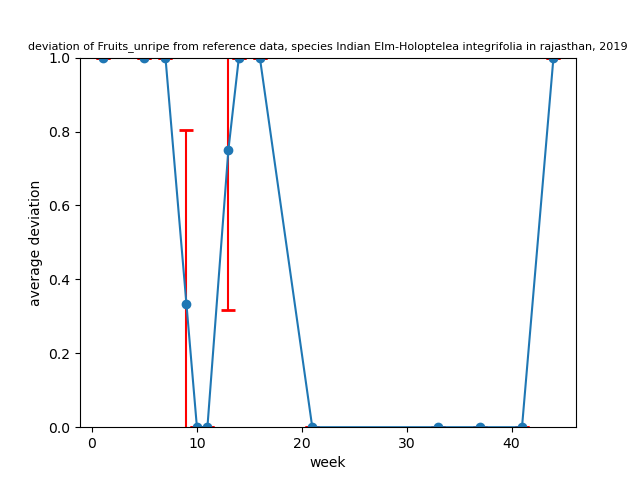 deviation of Fruits_unripe from reference data, species Indian Elm-Holoptelea integrifolia in rajasthan, 2019
1.0
0.8
0.6
0.4
0.2
0.0
average deviation
0 10 20 30 40
week